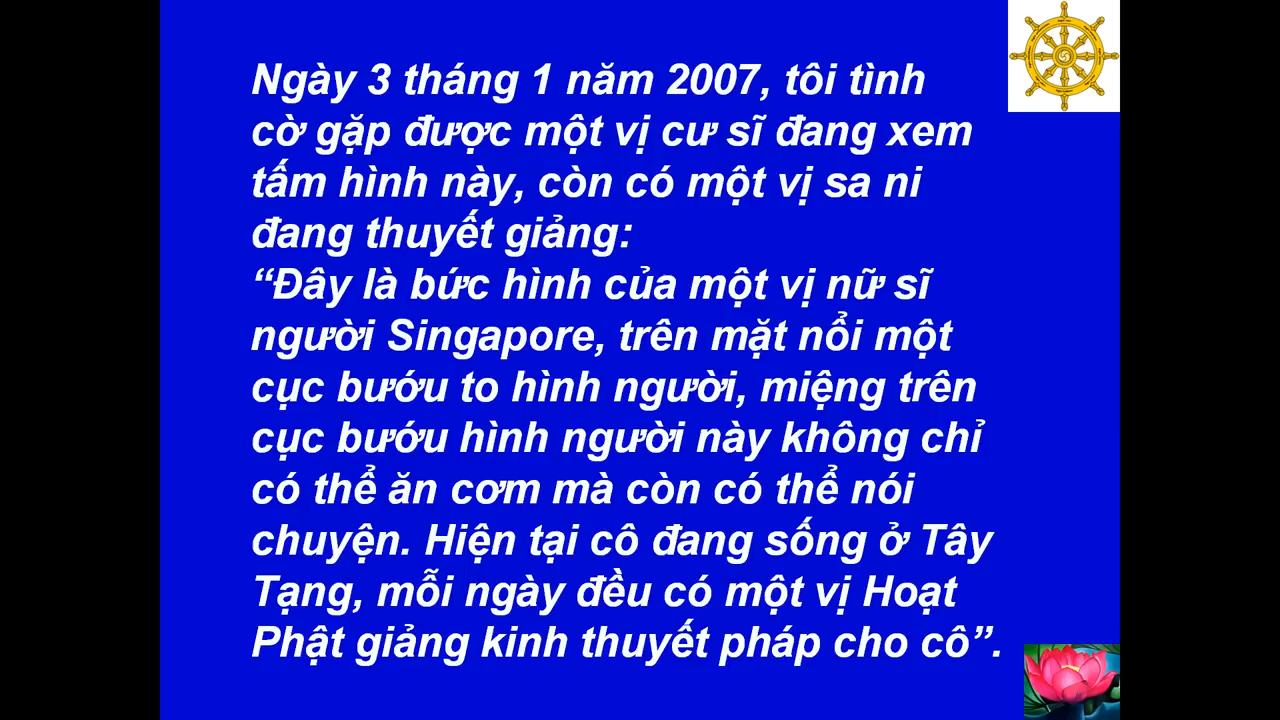 Ngày 3 tháng 1 năm 2007, tôi tình
cờ gặp được một vị cư sĩ đang xem
tấm hình này, còn có một vị sa ni
đang thuyết giảng:
“Đây là bức hình của một vị nữ sĩ
người Singapore, trên mặt nổi một
cục bướu to hình người, miệng trên
cục bướu hình người này không chỉ
có thể ăn cơm mà còn có thể nói
chuyện. Hiện tại cô đang sống ở Tây
Tạng, mỗi ngày đều có một vị Hoạt
Phật giảng kinh thuyết pháp cho cô”.